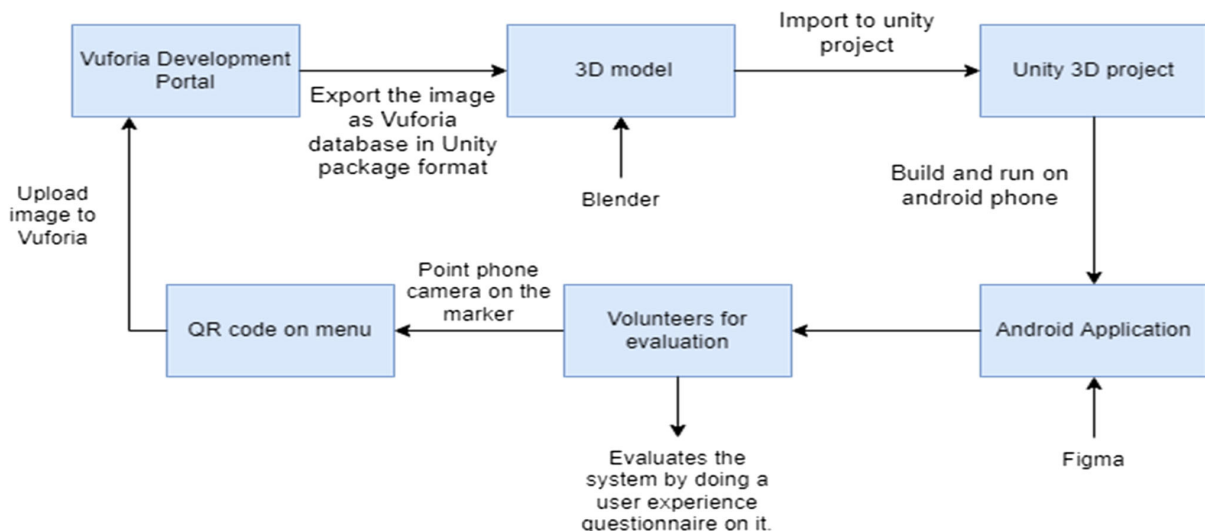 Vuforia Development
Portal
Export the image
as Vuforia
database in Unity
package format
3D model
Blender
Import to unity
project
Unity 3D project
Build and run on
android phone
Android Application
Figma
Volunteers for
evaluation
Evaluates the
system by doing a
user experience
questionnaire on it.
Point phone
camera on the
marker
QR code on menu
Upload
image to
Vuforia